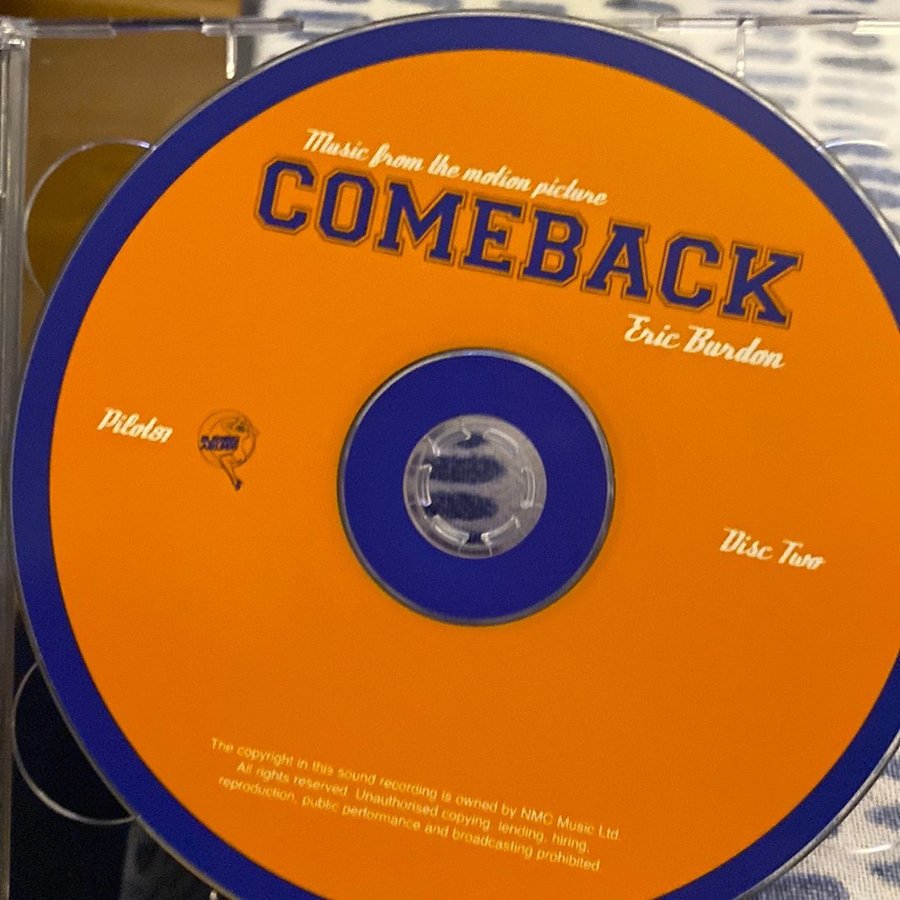 Music from the motion picture
COMEBACK
Eric Burdon
Pilot81
Disc Two
The copyright in this sound recording is owned by NMC Music Ltd.
All rights reserved. Unauthorised copying, lending, hiring,
reproduction, public performance and broadcasting prohibited